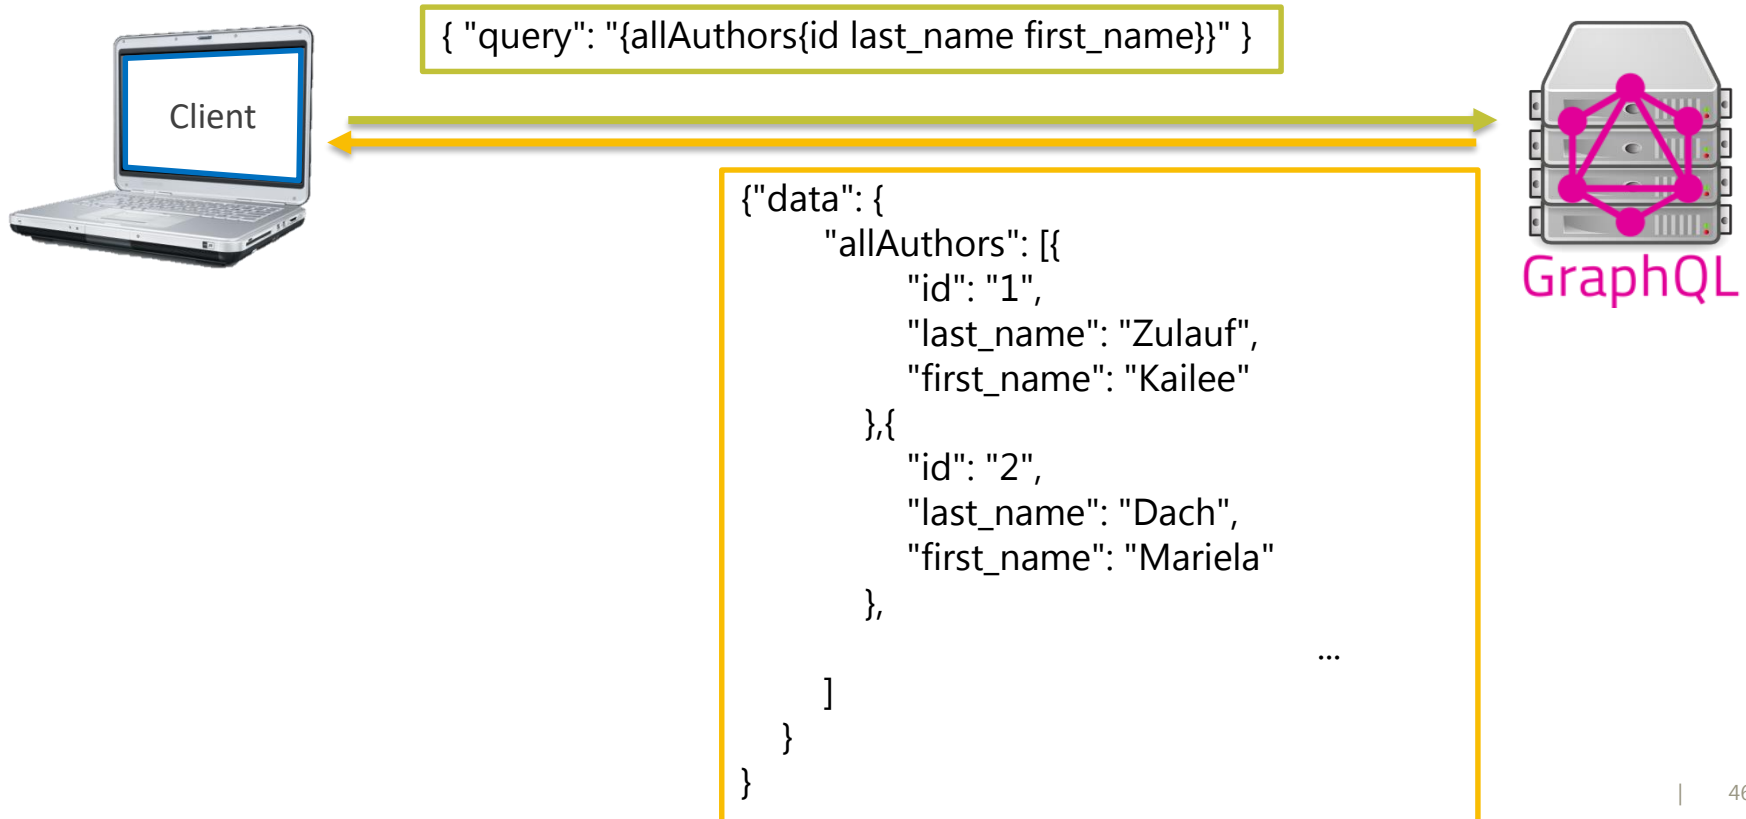 { "query": "{allAuthors{id last_name first_name}}" }
Client
{"data": {
"allAuthors": [{
"id": "1",
"last_name": "Zulauf",
"first_name": "Kailee"
},{
"id": "2",
"last_name": "Dach",
"first_name": "Mariela"
},
...
]
}
}
GraphQL
| 46